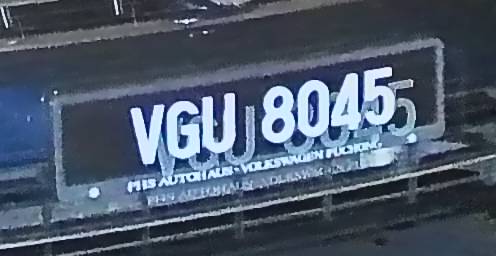 VGU 8045
PHS AUTOHAUS - VOLKSWAGEN PUCHONG